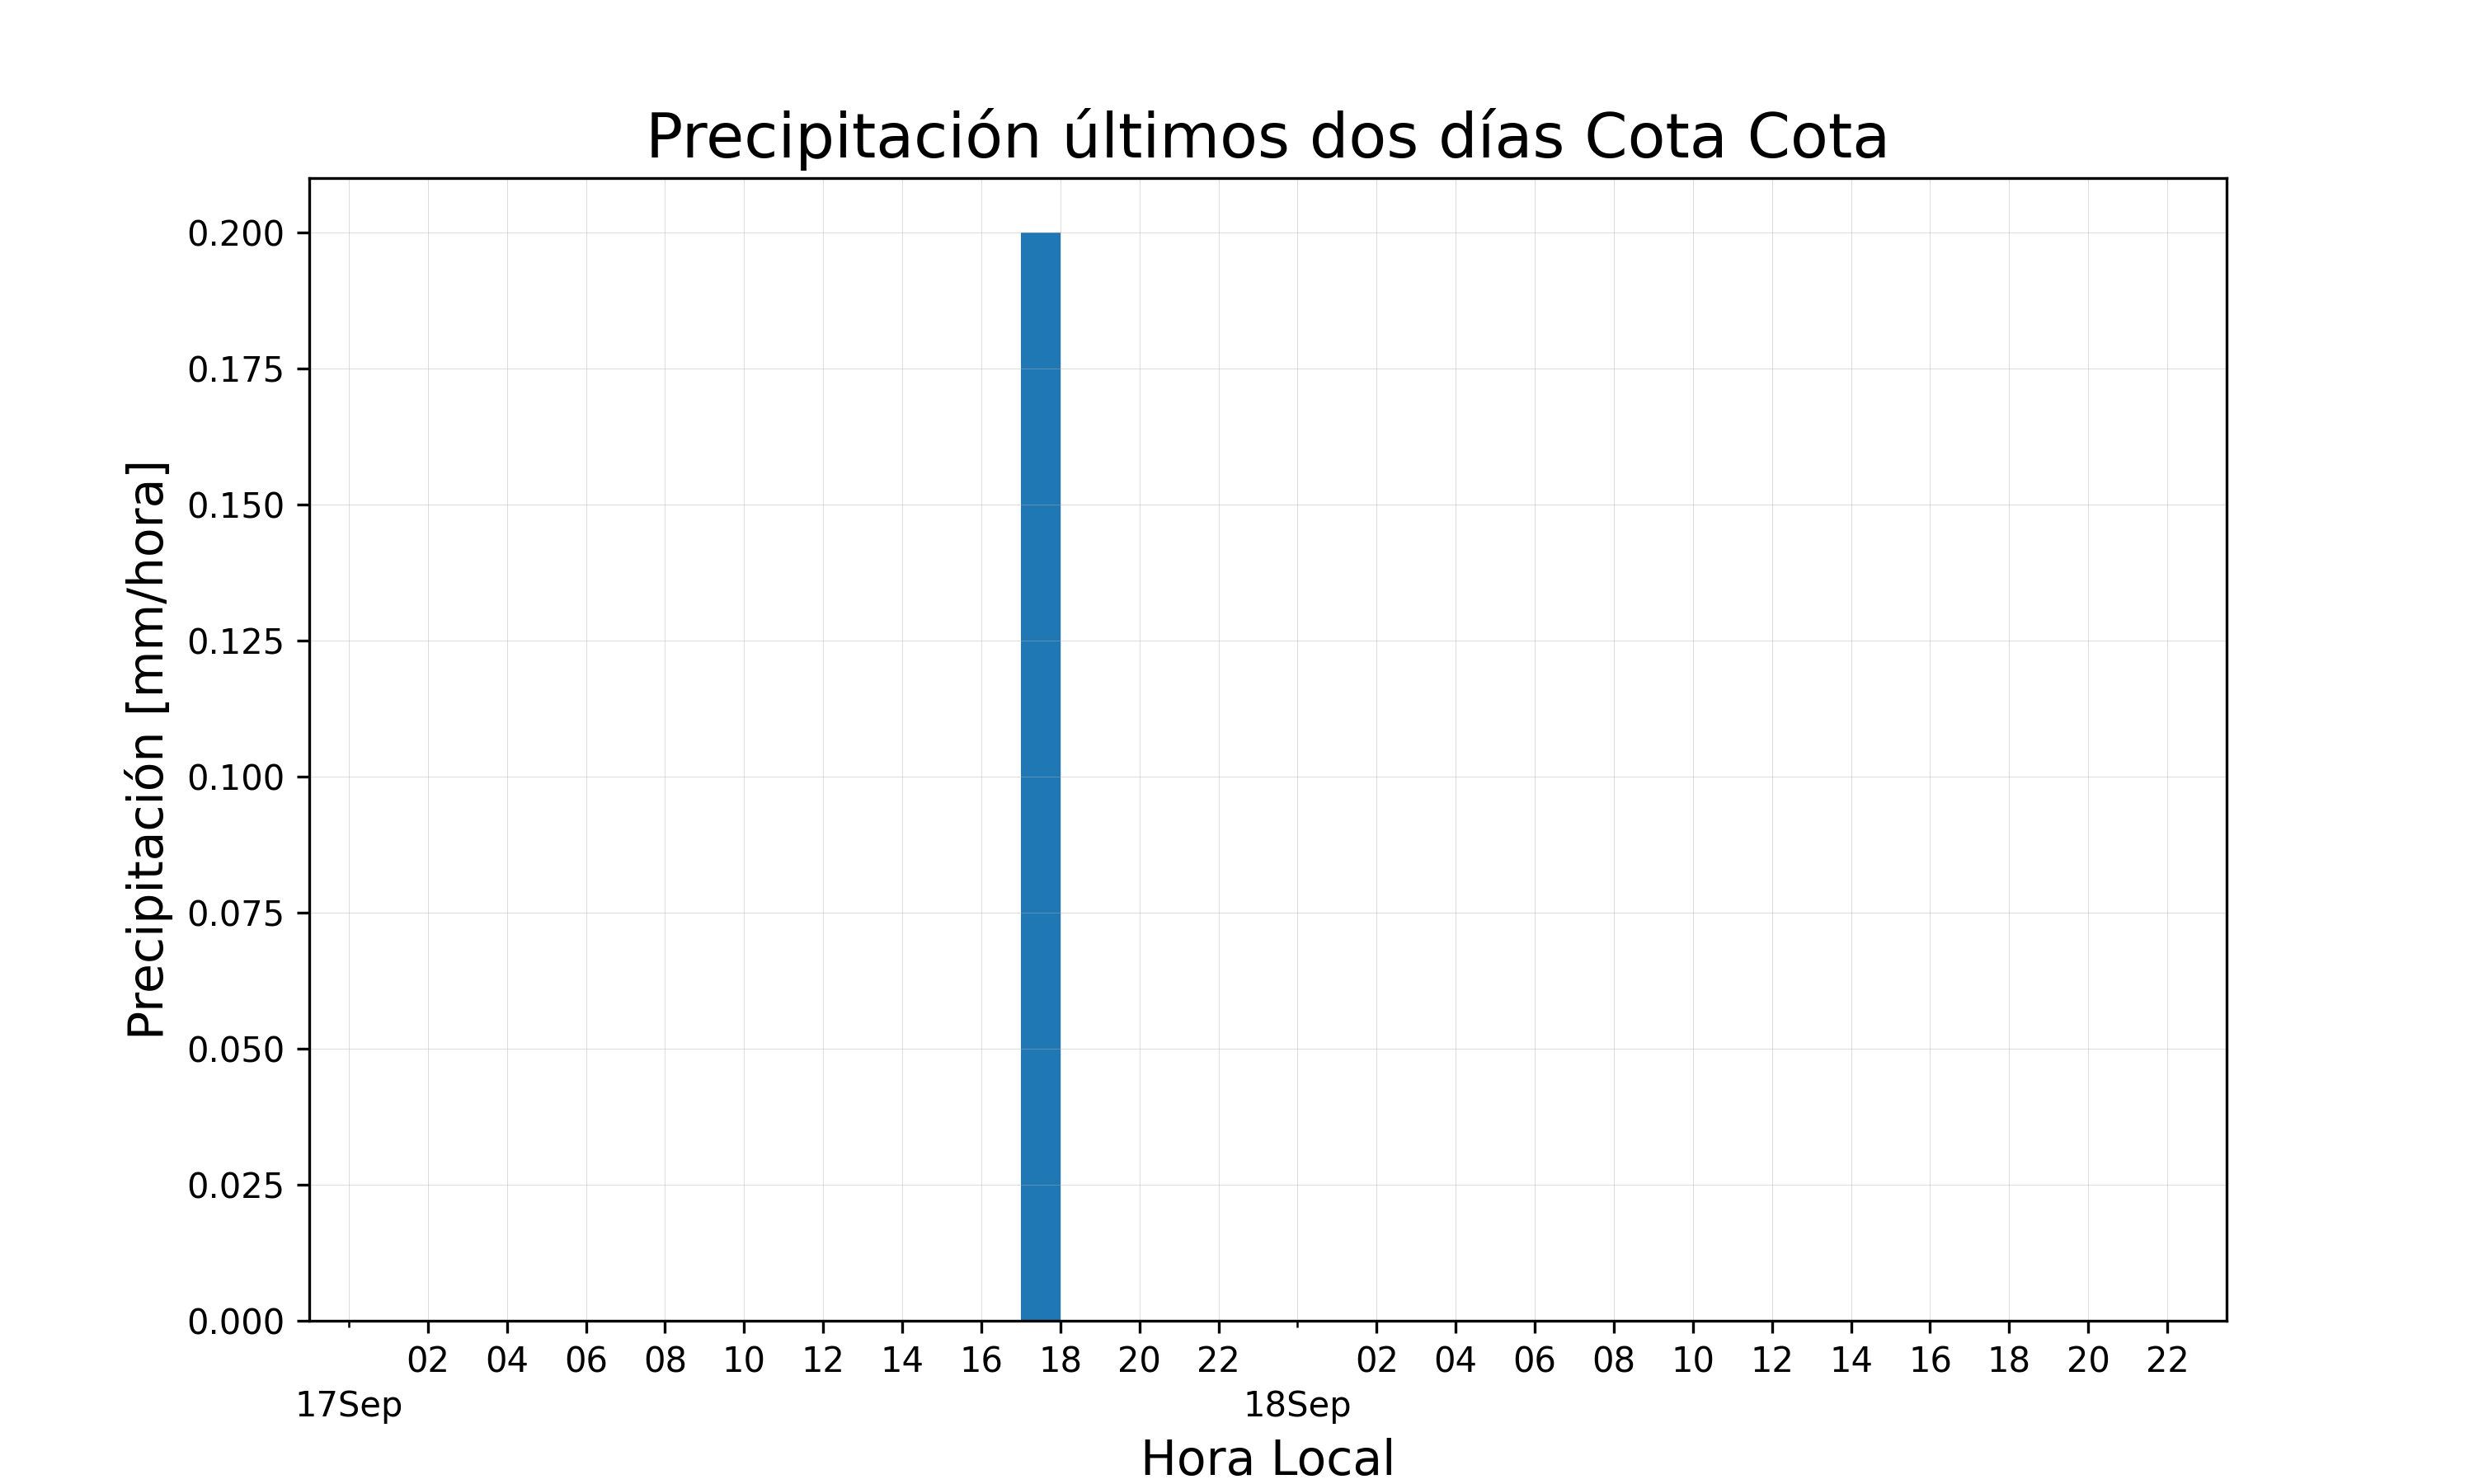 Precipitación últimos dos días Cota Cota
Precipitación [mm/hora]
0.200
0.175
0.150
0.125
0.100
0.075
0.050
0.025
0.000
02 04 06 08 10 12 14 16 18 20 22 02 04 06 08 10 12 14 16 18 20 22
17Sep 18Sep
Hora Local